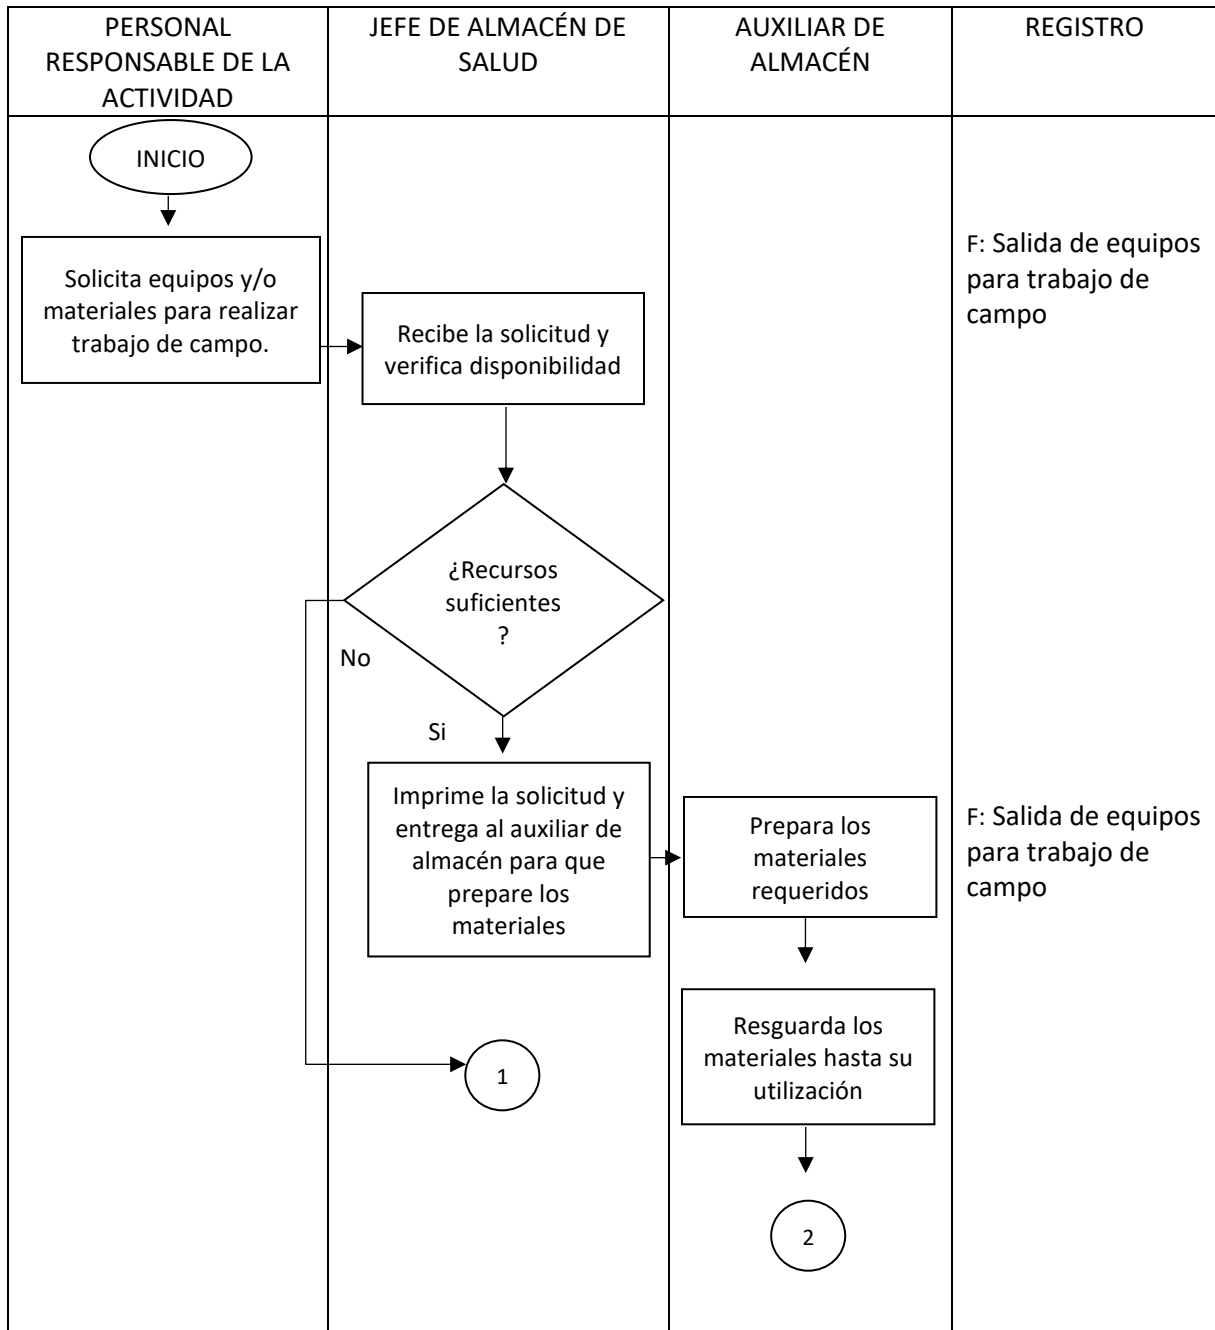 PERSONAL
RESPONSABLE DE LA
ACTIVIDAD
JEFE DE ALMACÉN DE
SALUD
AUXILIAR DE
ALMACÉN
REGISTRO
INICIO
Solicita equipos y/o
materiales para realizar
trabajo de campo.
F: Salida de equipos
para trabajo de
campo
Recibe la solicitud y
verifica disponibilidad
¿Recursos
suficientes
?
No
Si
Imprime la solicitud y
entrega al auxiliar de
almacén para que
prepare los
materiales
Prepara los
materiales
requeridos
F: Salida de equipos
para trabajo de
campo
Resguarda los
materiales hasta su
utilización
1
2